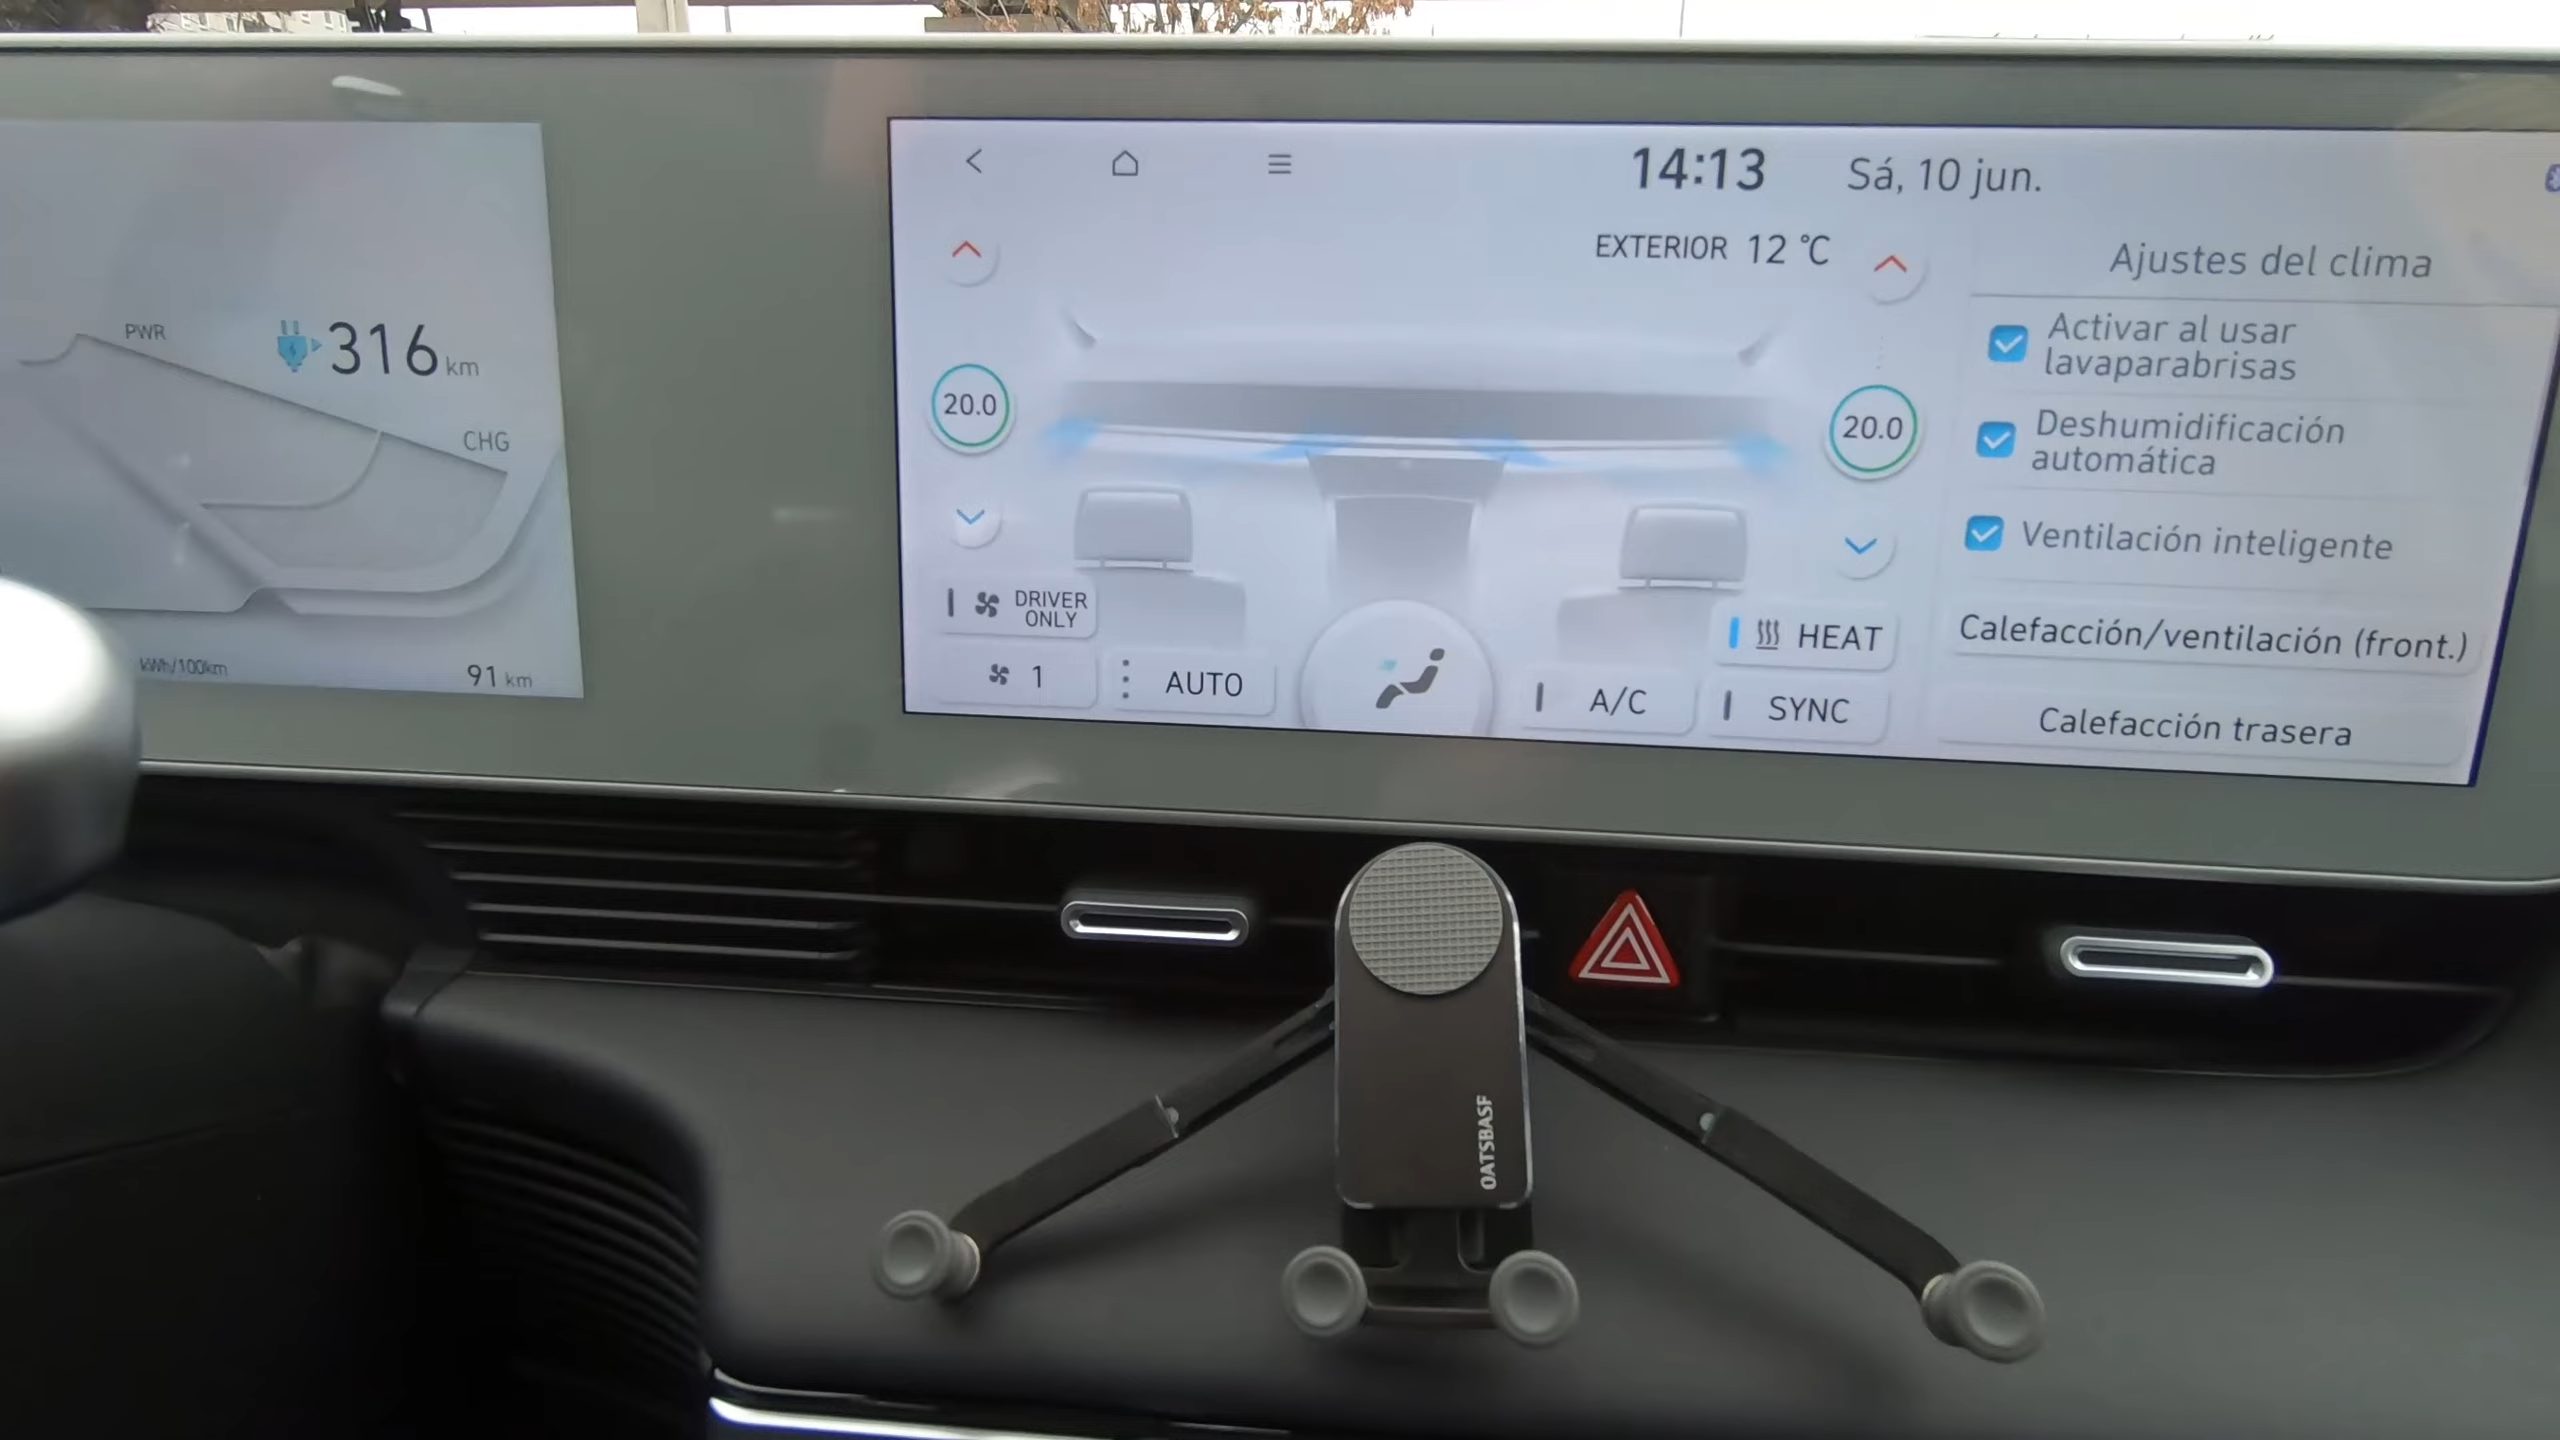 PWR
316 km
CHG
kWh/100km
91 km
14:13
Sá, 10 jun.
EXTERIOR 12 °C
20.0
20.0
DRIVER
ONLY
1
AUTO
A/C
HEAT
SYNC
Ajustes del clima
Activar al usar
lavaparabrisas
Deshumidificación
automática
Ventilación inteligente
Calefacción/ventilación (front.)
Calefacción trasera
OATSBASF